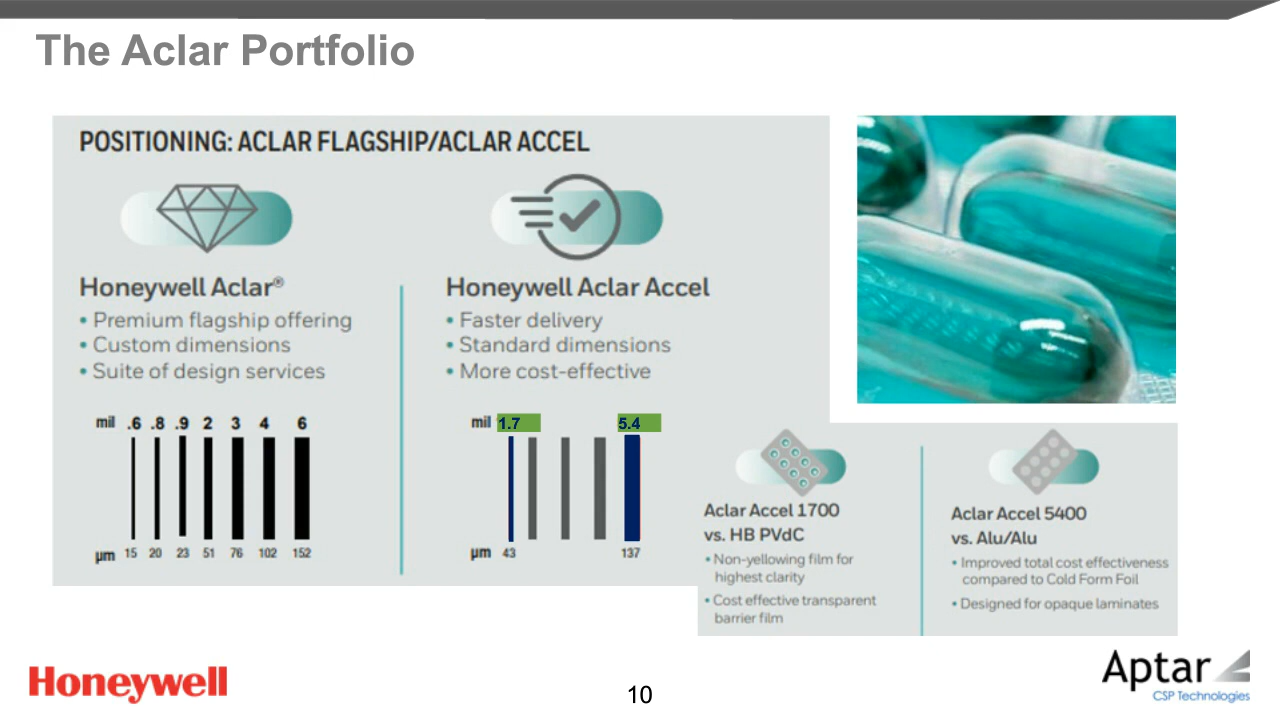 The Aclar Portfolio
POSITIONING: ACLAR FLAGSHIP/ACLAR ACCEL
Honeywell Aclar®
• Premium flagship offering
• Custom dimensions
• Suite of design services
mil .6 .8 .9 2 3 4 6
µm 15 20 23 51 76 102 152
Honeywell Aclar Accel
• Faster delivery
• Standard dimensions
• More cost-effective
mil 1.7 5.4
µm 43 137
Aclar Accel 1700
vs. HB PVdC
• Non-yellowing film for
highest clarity
• Cost effective transparent
barrier film
Aclar Accel 5400
vs. Alu/Alu
• Improved total cost effectiveness
compared to Cold Form Foil
• Designed for opaque laminates
Honeywell
10
Aptar
CSP Technologies